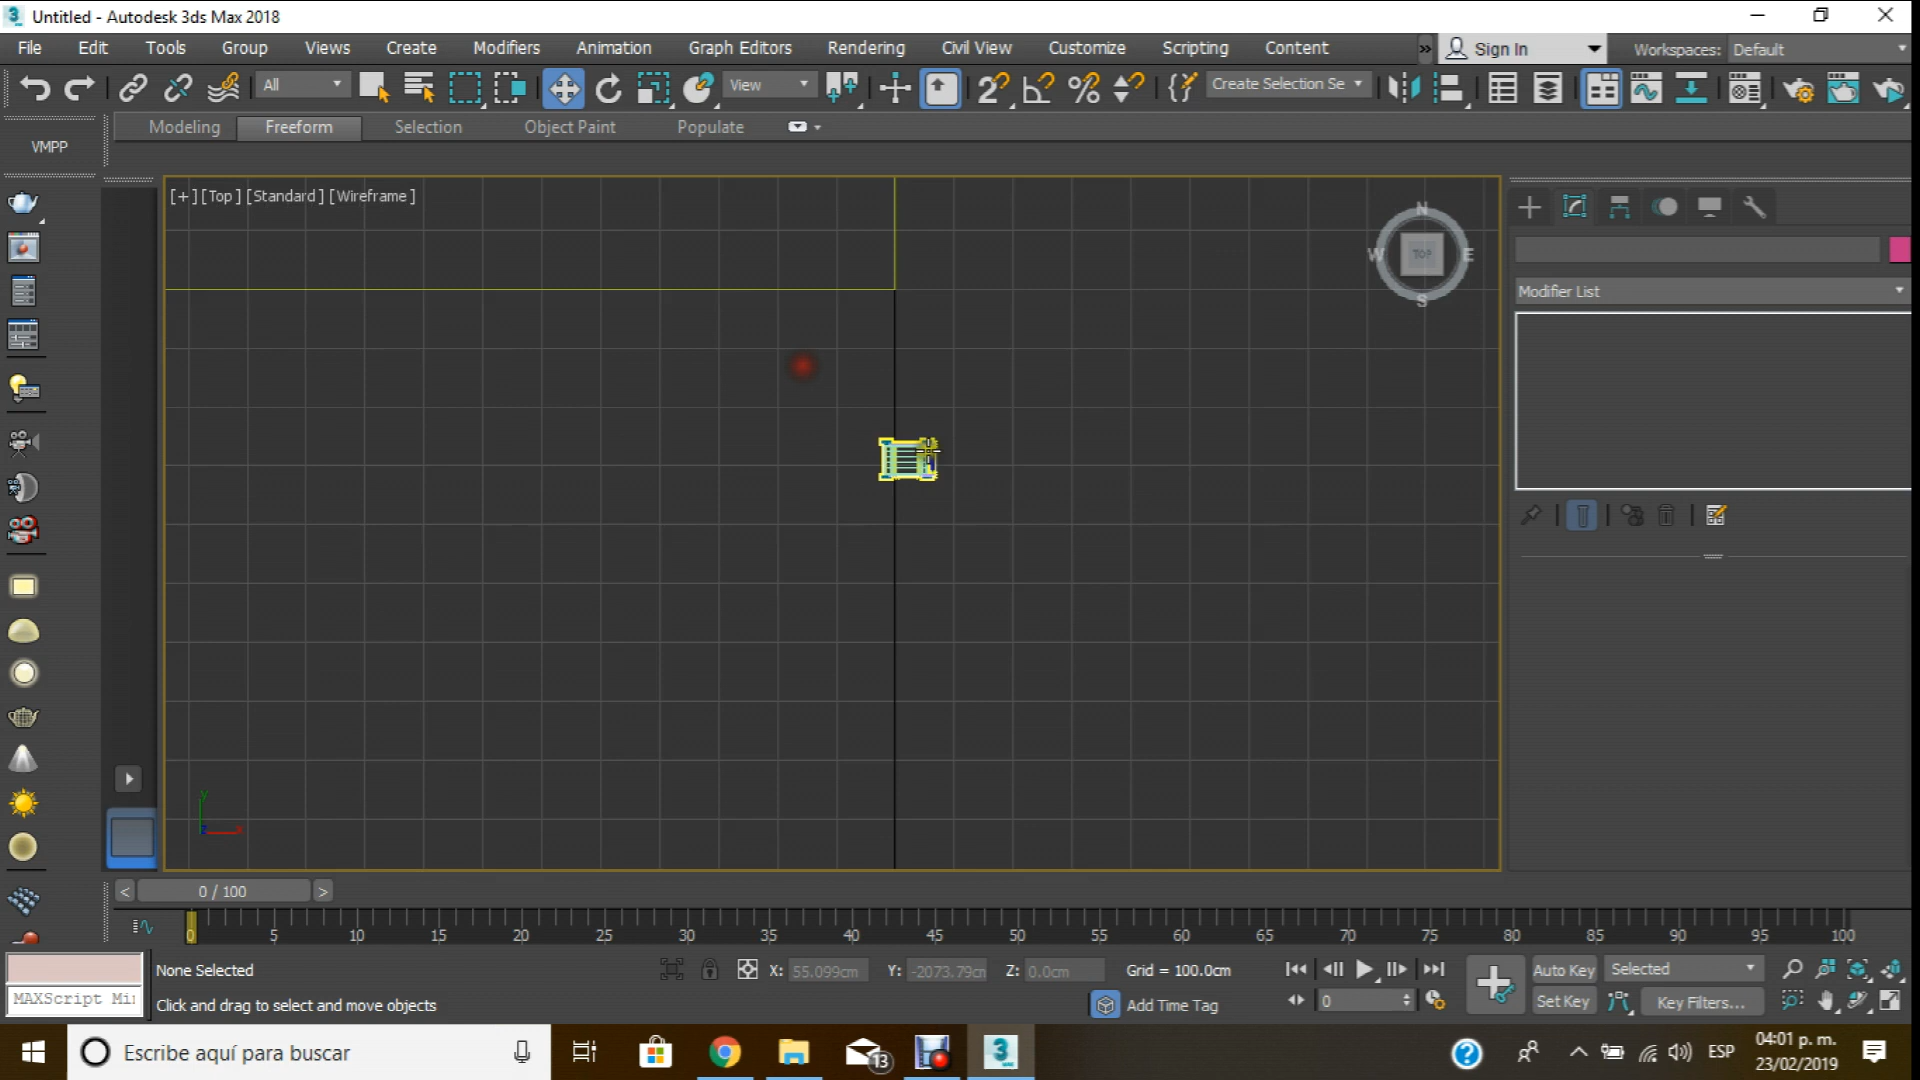 Untitled - Autodesk 3ds Max 2018
File Edit Tools Group Views Create Modifiers Animation Graph Editors Rendering Civil View Customize Scripting Content
Sign In Workspaces: Default
All View Create Selection Se
Modeling Freeform Selection Object Paint Populate
VMPP
[+] [Top] [Standard] [Wireframe]
N
W TOP E
S
Modifier List
y
z x
< 0 / 100 >
0 5 10 15 20 25 30 35 40 45 50 55 60 65 70 75 80 85 90 95 100
None Selected X: 55.099cm Y: -2073.79cm Z: 0.0cm Grid = 100.0cm Auto Key Selected
MAXScript Mi Click and drag to select and move objects Add Time Tag 0 Set Key Key Filters...
Escribe aquí para buscar 13 ESP 04:01 p. m.
23/02/2019